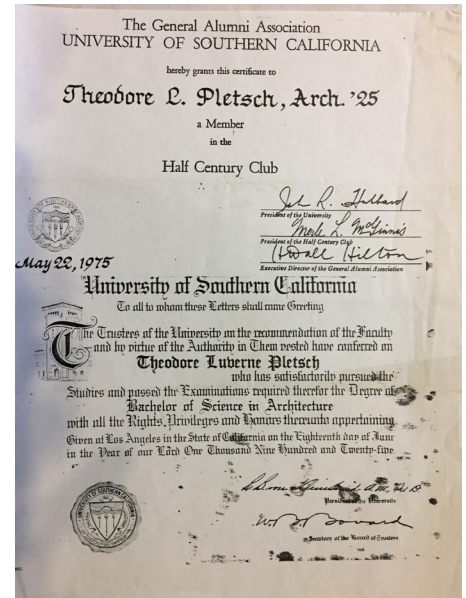 The General Alumni Association
UNIVERSITY OF SOUTHERN CALIFORNIA
hereby grants this certificate to
Theodore L. Pletsch, Arch. '25
a Member
in the
Half Century Club
John R. Hubbard
President of the University
Merle L. McGinnis
President of the Half Century Club
Hilton
Executive Director of the General Alumni Association
May 22, 1975
University of Southern California
To all to whom these Letters shall come Greeting
The Trustees of the University on the recommendation of the Faculty
and by virtue of the Authority in Them vested have conferred on
Theodore Luverne Pletsch
who has satisfactorily pursued the
Studies and passed the Examinations required therefor the Degree of
Bachelor of Science in Architecture
with all the Rights, Privileges and Honors thereunto appertaining
Given at Los Angeles in the State of California on the Eighteenth day of June
in the Year of our Lord One Thousand Nine Hundred and Twenty-five
President of the University
Bovard
Secretary of the Board of Trustees